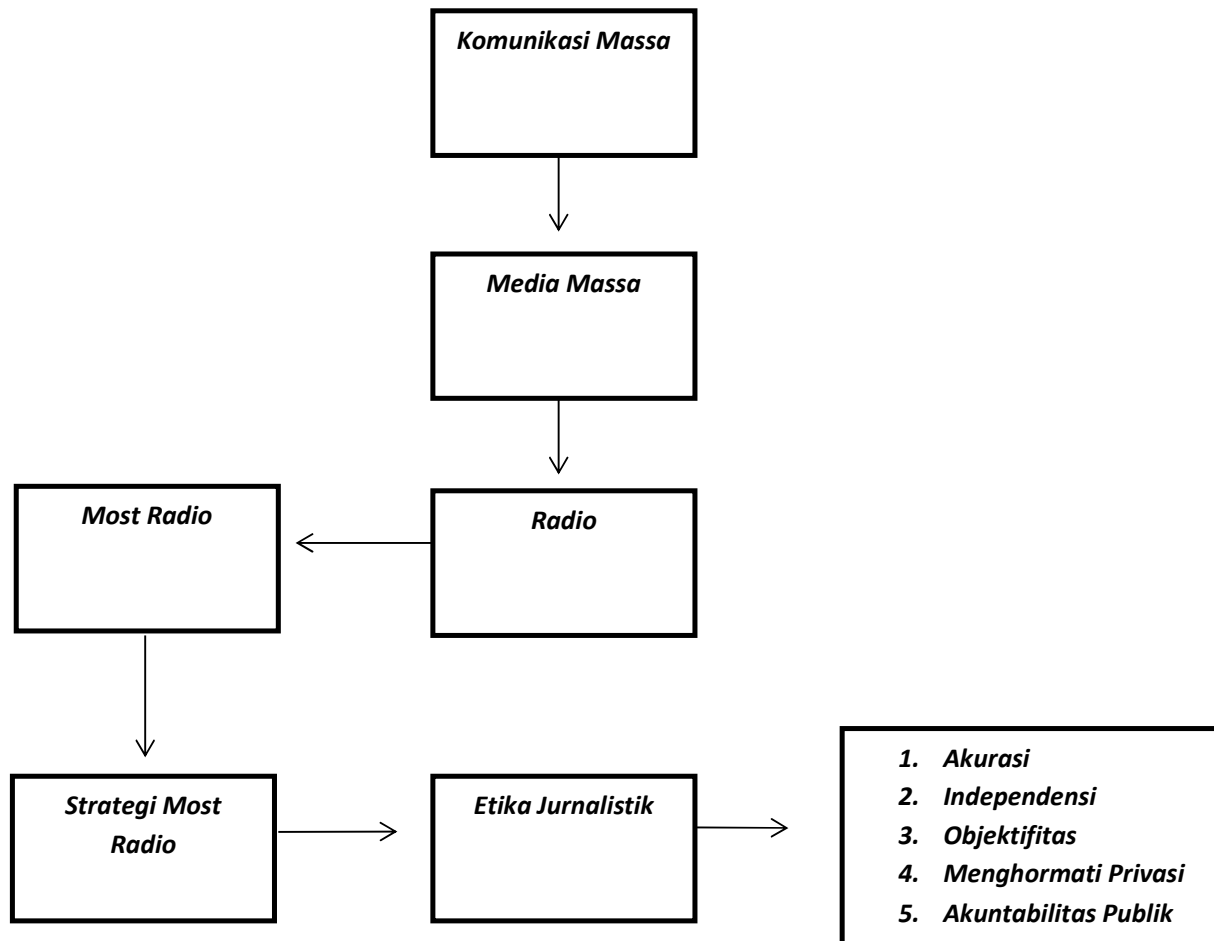 Komunikasi Massa
Media Massa
Radio
Most Radio
Strategi Most
Radio
Etika Jurnalistik
1. Akurasi
2. Independensi
3. Objektifitas
4. Menghormati Privasi
5. Akuntabilitas Publik